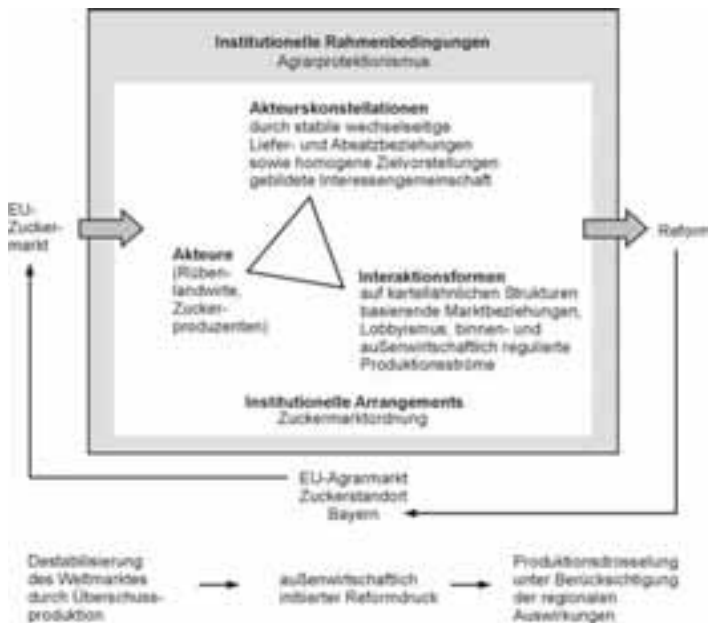 Institutionelle Rahmenbedingungen
Agrarprotektionismus
Akteurskonstellationen
durch stabile wechselseitige
Liefer- und Absatzbeziehungen
sowie homogene Zielvorstellungen
gebildete Interessengemeinschaft
EU-
Zucker-
markt
Reform
Akteure
(Rüben-
landwirte,
Zucker-
produzenten)
Interaktionsformen
auf kartellähnlichen Strukturen
basierende Marktbeziehungen,
Lobbyismus, binnen- und
außenwirtschaftlich regulierte
Produktionsströme
Institutionelle Arrangements
Zuckermarktordnung
EU-Agrarmarkt
Zuckerstandort
Bayern
Destabilisierung
des Weltmarktes
durch Überschuss-
produktion
außenwirtschaftlich
initiierter Reformdruck
Produktionsdrosselung
unter Berücksichtigung
der regionalen
Auswirkungen